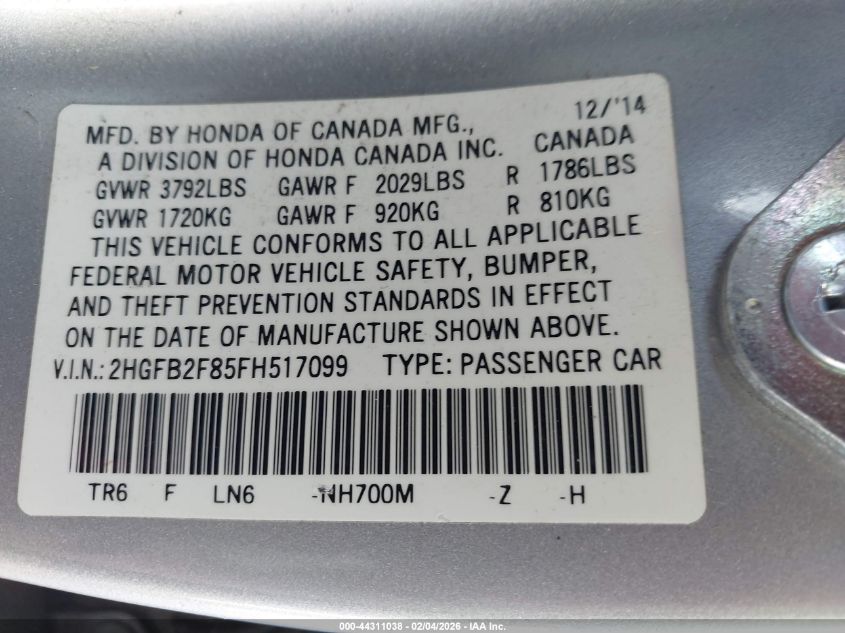 12/'14
MFD. BY HONDA OF CANADA MFG.,
A DIVISION OF HONDA CANADA INC. CANADA
GVWR 3792LBS GAWR F 2029LBS R 1786LBS
GVWR 1720KG GAWR F 920KG R 810KG
THIS VEHICLE CONFORMS TO ALL APPLICABLE
FEDERAL MOTOR VEHICLE SAFETY, BUMPER,
AND THEFT PREVENTION STANDARDS IN EFFECT
ON THE DATE OF MANUFACTURE SHOWN ABOVE.
V.I.N.: 2HGFB2F85FH517099 TYPE: PASSENGER CAR
TR6 F LN6 -NH700M -Z -H
000-44311038 - 02/04/2026 - IAA Inc.